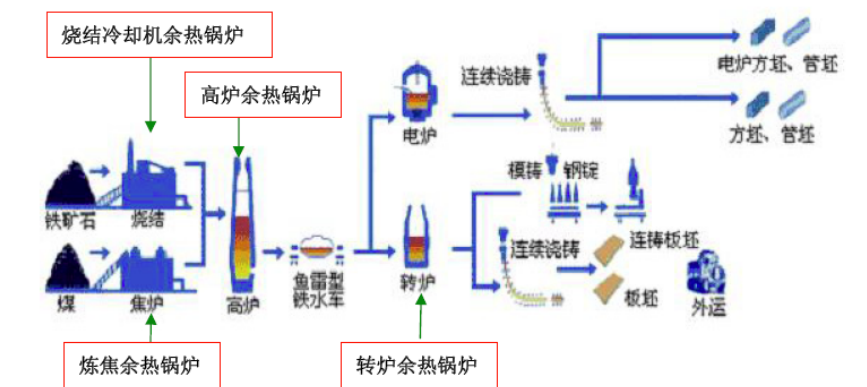 烧结冷却机余热锅炉
高炉余热锅炉
连续浇铸
电炉方坯、管坯
电炉
方坯、管坯
模铸
钢锭
铁矿石
烧结
连续浇铸
连铸板坯
煤
焦炉
高炉
鱼雷型
铁水车
转炉
板坯
外运
炼焦余热锅炉
转炉余热锅炉